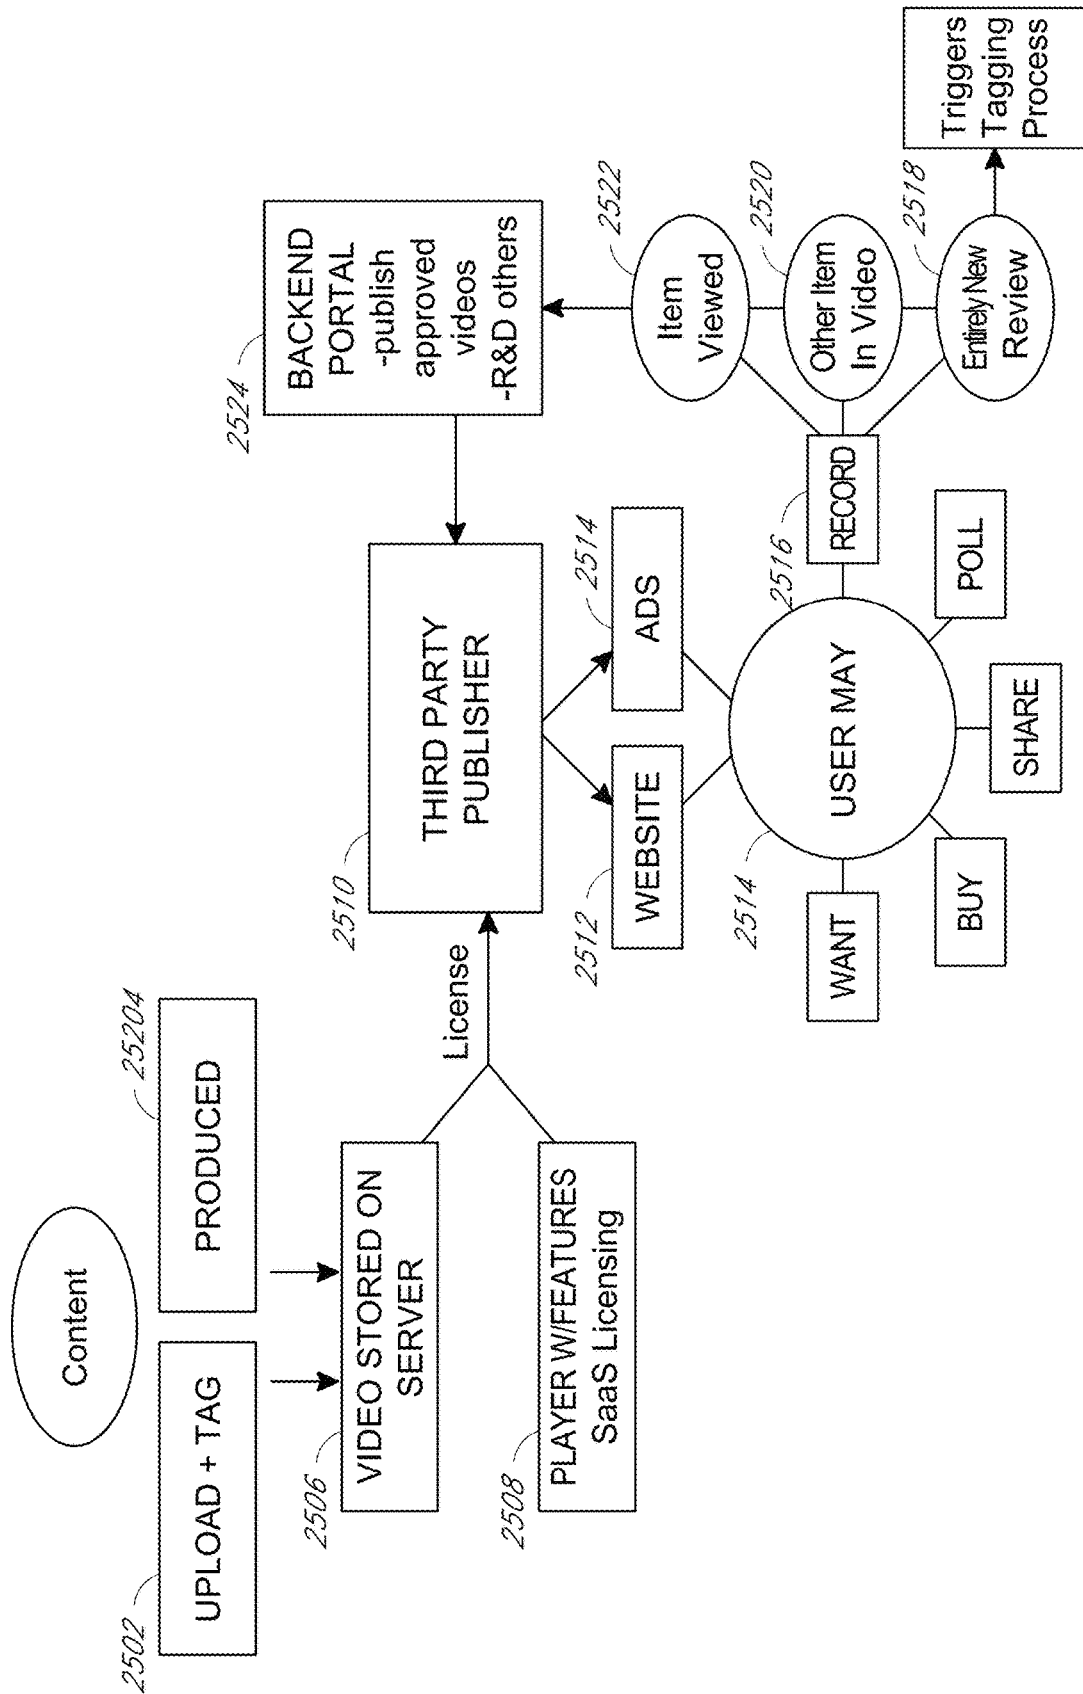 Content
2502
UPLOAD + TAG
25204
PRODUCED
2506
VIDEO STORED ON
SERVER
2508
PLAYER W/FEATURES
SaaS Licensing
License
2510
THIRD PARTY
PUBLISHER
2524
BACKEND
PORTAL
-publish
approved
videos
-R&D others
2512
WEBSITE
2514
ADS
2514
USER MAY
WANT
BUY
SHARE
POLL
2516
RECORD
2522
Item
Viewed
2520
Other Item
In Video
2518
Entirely New
Review
Triggers
Tagging
Process